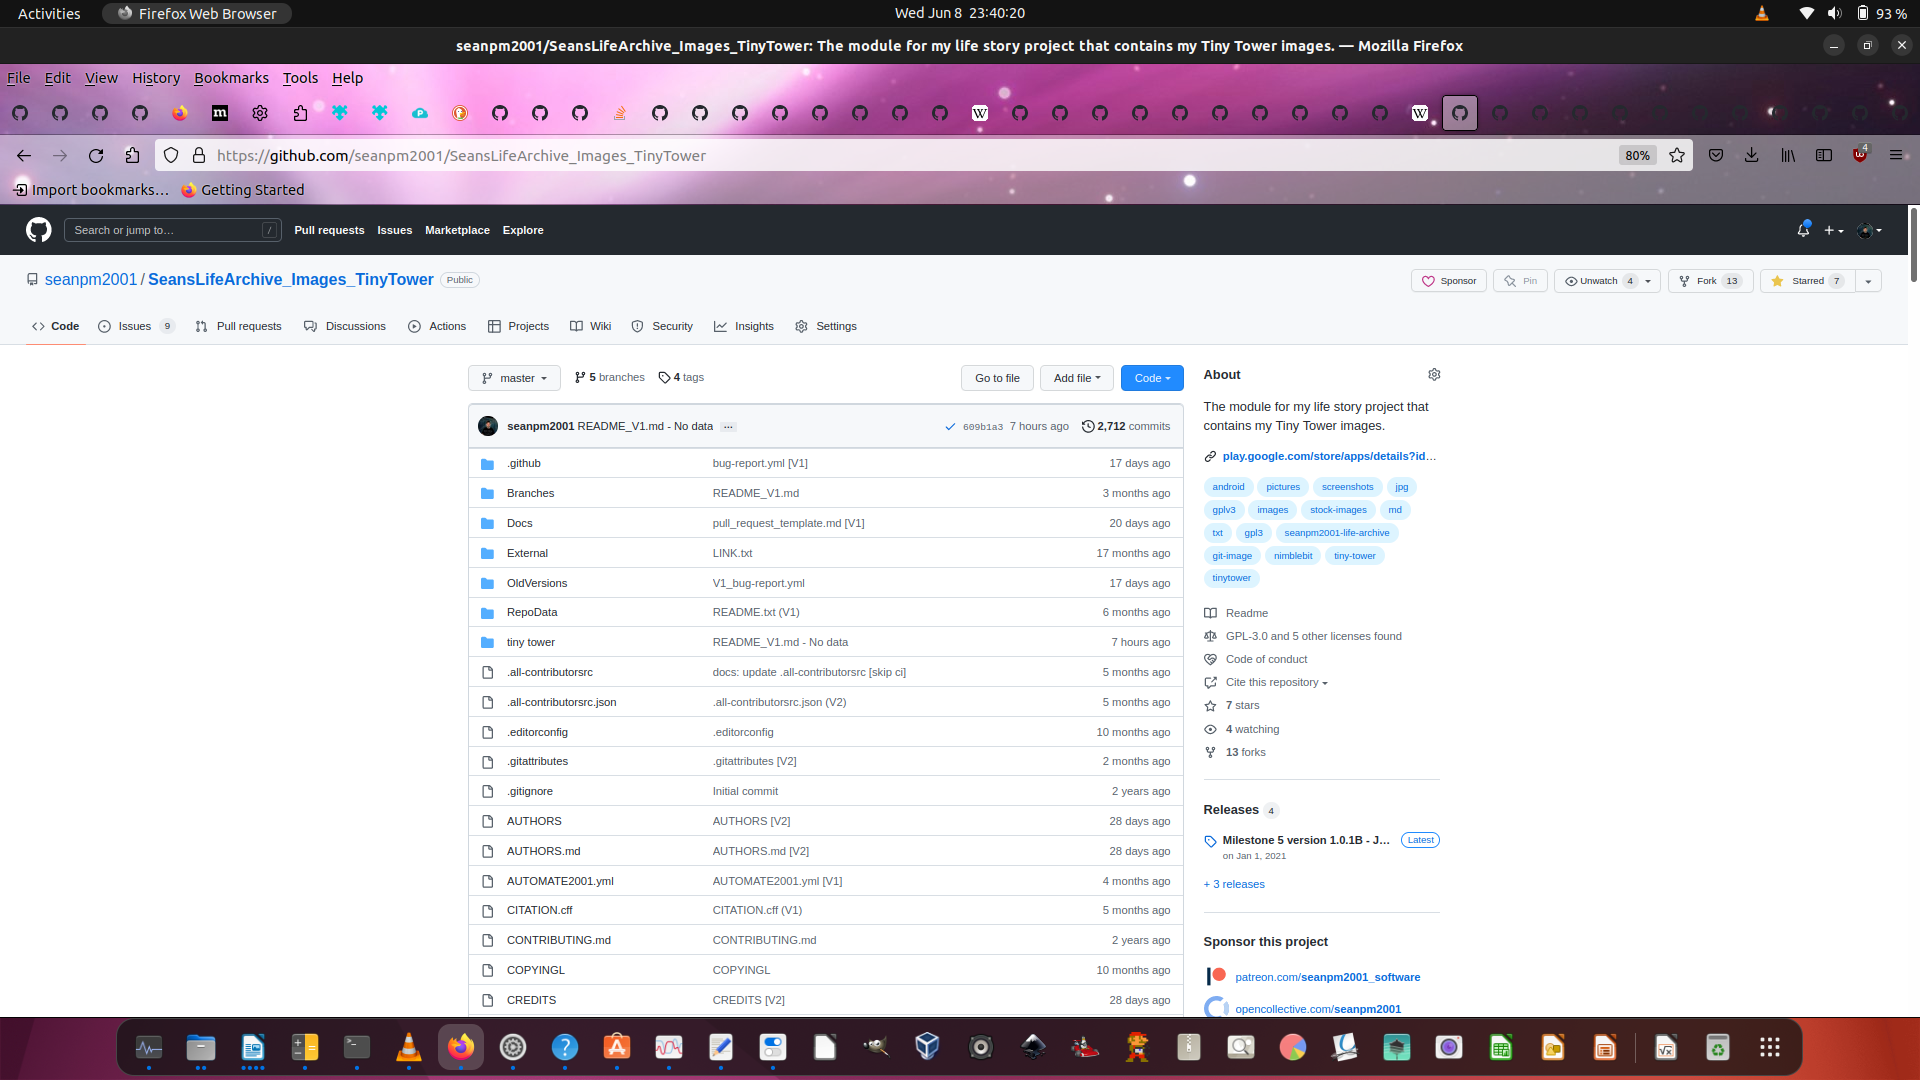 Activities Firefox Web Browser Wed Jun 8 23:40:20 93 %
seanpm2001/SeansLifeArchive_Images_TinyTower: The module for my life story project that contains my Tiny Tower images. — Mozilla Firefox
File Edit View History Bookmarks Tools Help
https://github.com/seanpm2001/SeansLifeArchive_Images_TinyTower 80% 4
Import bookmarks… Getting Started
Search or jump to… / Pull requests Issues Marketplace Explore
seanpm2001 / SeansLifeArchive_Images_TinyTower Public Sponsor Pin Unwatch 4 Fork 13 Starred 7
Code Issues 9 Pull requests Discussions Actions Projects Wiki Security Insights Settings
master 5 branches 4 tags Go to file Add file Code
seanpm2001 README_V1.md - No data ... 609b1a3 7 hours ago 2,712 commits
.github bug-report.yml [V1] 17 days ago
Branches README_V1.md 3 months ago
Docs pull_request_template.md [V1] 20 days ago
External LINK.txt 17 months ago
OldVersions V1_bug-report.yml 17 days ago
RepoData README.txt (V1) 6 months ago
tiny tower README_V1.md - No data 7 hours ago
.all-contributorsrc docs: update .all-contributorsrc [skip ci] 5 months ago
.all-contributorsrc.json .all-contributorsrc.json (V2) 5 months ago
.editorconfig .editorconfig 10 months ago
.gitattributes .gitattributes [V2] 2 months ago
.gitignore Initial commit 2 years ago
AUTHORS AUTHORS [V2] 28 days ago
AUTHORS.md AUTHORS.md [V2] 28 days ago
AUTOMATE2001.yml AUTOMATE2001.yml [V1] 4 months ago
CITATION.cff CITATION.cff (V1) 5 months ago
CONTRIBUTING.md CONTRIBUTING.md 2 years ago
COPYINGL COPYINGL 10 months ago
CREDITS CREDITS [V2] 28 days ago
About
The module for my life story project that
contains my Tiny Tower images.
play.google.com/store/apps/details?id…
android pictures screenshots jpg
gplv3 images stock-images md
txt gpl3 seanpm2001-life-archive
git-image nimblebit tiny-tower
tinytower
Readme
GPL-3.0 and 5 other licenses found
Code of conduct
Cite this repository
7 stars
4 watching
13 forks
Releases 4
Milestone 5 version 1.0.1B - J… Latest
on Jan 1, 2021
+ 3 releases
Sponsor this project
patreon.com/seanpm2001_software
opencollective.com/seanpm2001